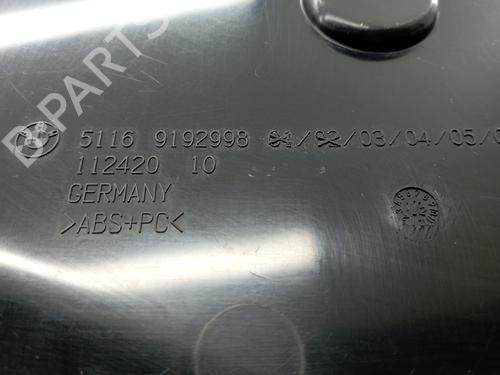 B-PARTS
5116 9192998 01/02/03/04/05/0
112420 10
GERMANY
>ABS+PC<